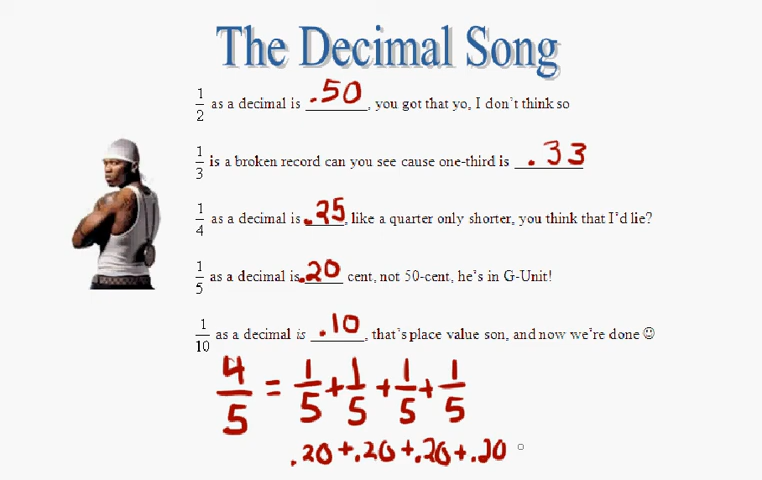 The Decimal Song
1/2 as a decimal is .50, you got that yo, I don't think so
1/3 is a broken record can you see cause one-third is .33
1/4 as a decimal is .25, like a quarter only shorter, you think that I'd lie?
1/5 as a decimal is .20 cent, not 50-cent, he's in G-Unit!
1/10 as a decimal is .10, that's place value son, and now we're done ☺
4/5 = 1/5 + 1/5 + 1/5 + 1/5
.20 + .20 + .20 + .20